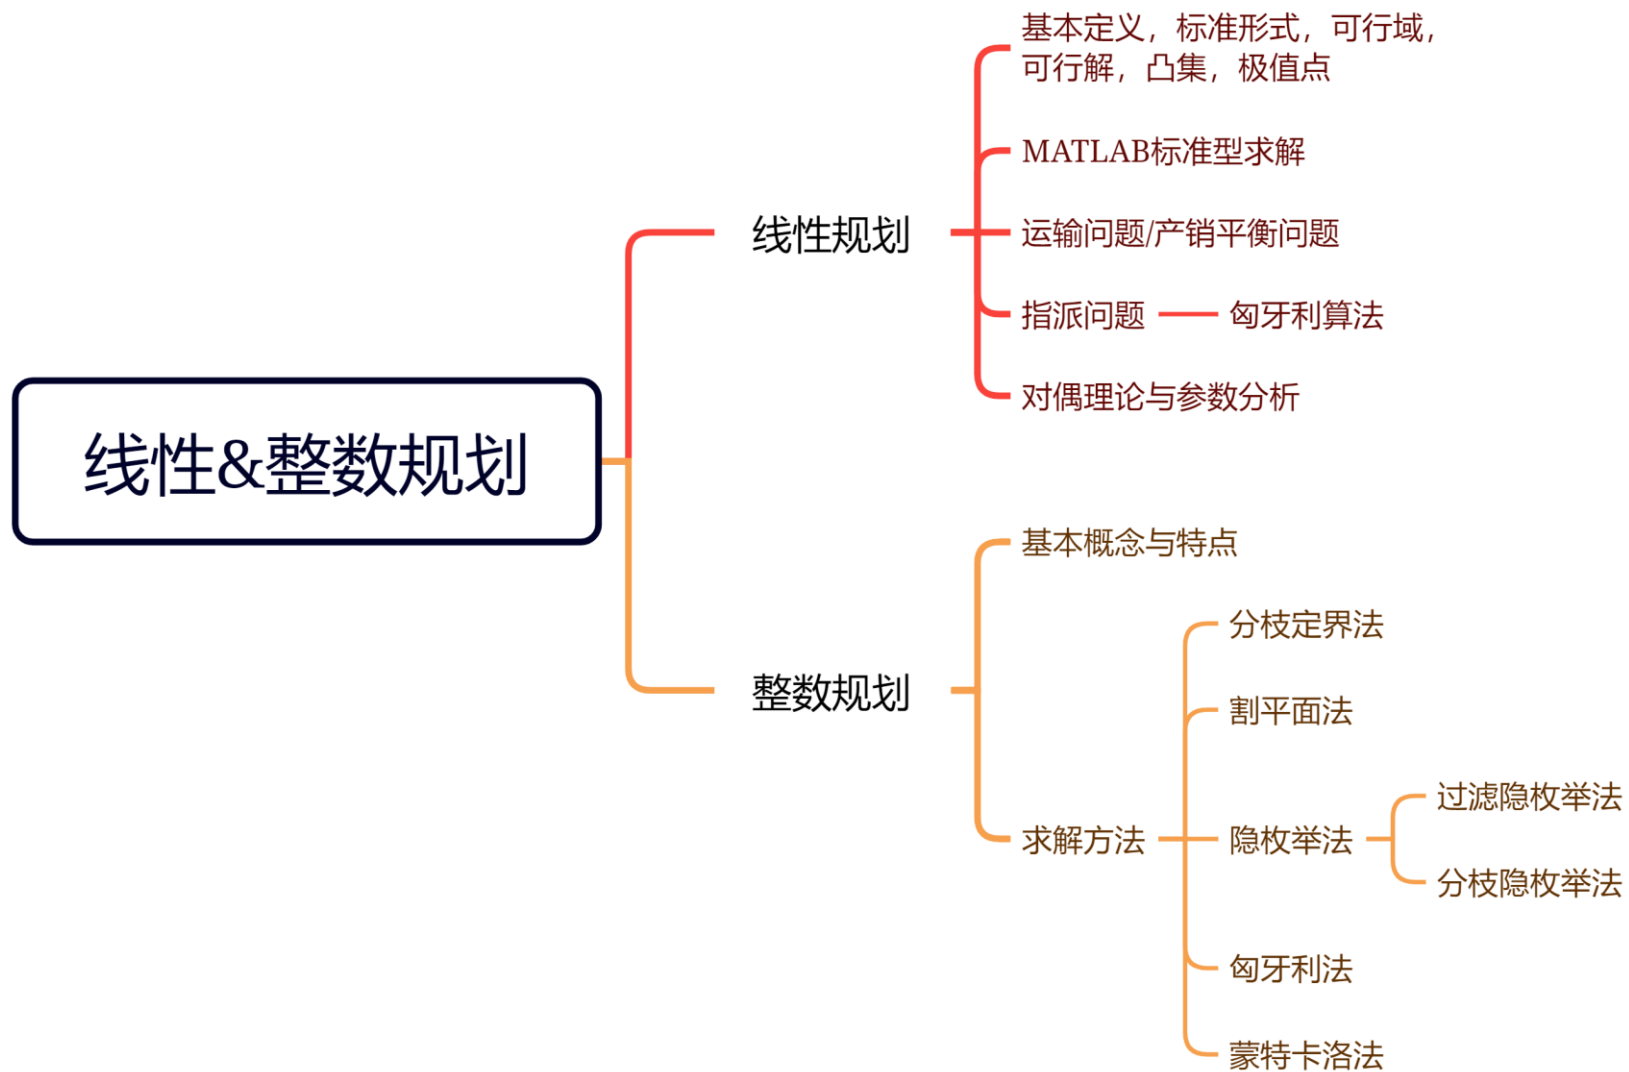 线性&整数规划
线性规划
基本定义，标准形式，可行域，
可行解，凸集，极值点
MATLAB标准型求解
运输问题/产销平衡问题
指派问题
匈牙利算法
对偶理论与参数分析
整数规划
基本概念与特点
求解方法
分枝定界法
割平面法
隐枚举法
过滤隐枚举法
分枝隐枚举法
匈牙利法
蒙特卡洛法